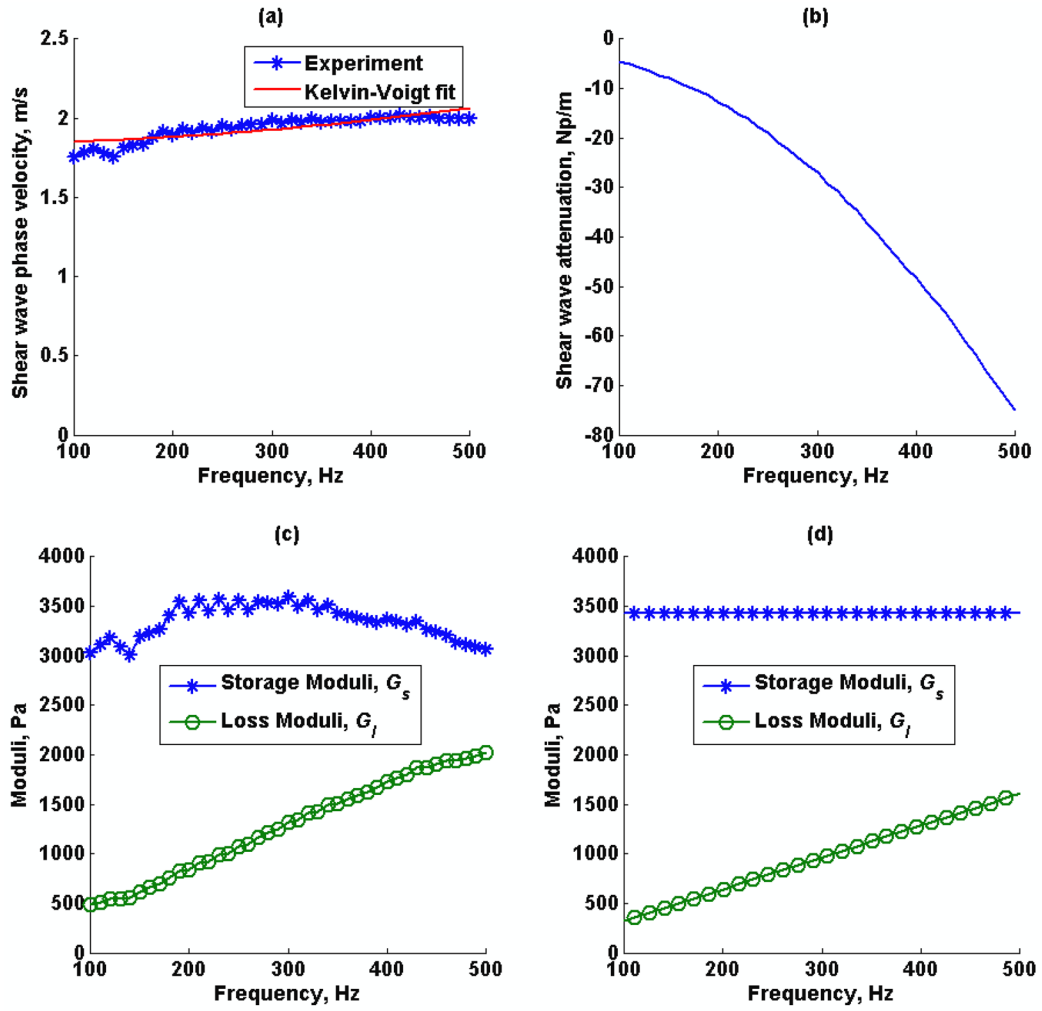 (a)
2.5
2
1.5
1
0.5
0
Shear wave phase velocity, m/s
Experiment
Kelvin-Voigt fit
100 200 300 400 500
Frequency, Hz
(b)
0
-10
-20
-30
-40
-50
-60
-70
-80
Shear wave attenuation, Np/m
100 200 300 400 500
Frequency, Hz
(c)
4000
3500
3000
2500
2000
1500
1000
500
0
Moduli, Pa
Storage Moduli, Gs
Loss Moduli, Gl
100 200 300 400 500
Frequency, Hz
(d)
4000
3500
3000
2500
2000
1500
1000
500
0
Moduli, Pa
Storage Moduli, Gs
Loss Moduli, Gl
100 200 300 400 500
Frequency, Hz